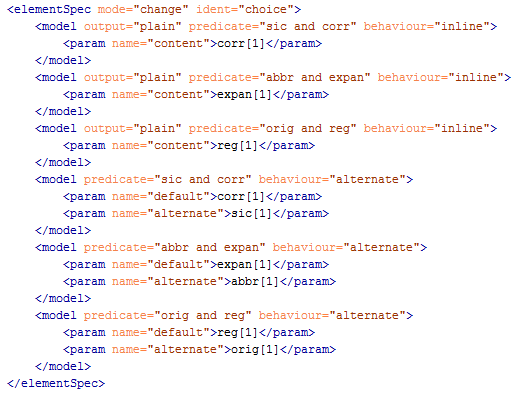 <elementSpec mode="change" ident="choice">
<model output="plain" predicate="sic and corr" behaviour="inline">
<param name="content">corr[1]</param>
</model>
<model output="plain" predicate="abbr and expan" behaviour="inline">
<param name="content">expan[1]</param>
</model>
<model output="plain" predicate="orig and reg" behaviour="inline">
<param name="content">reg[1]</param>
</model>
<model predicate="sic and corr" behaviour="alternate">
<param name="default">corr[1]</param>
<param name="alternate">sic[1]</param>
</model>
<model predicate="abbr and expan" behaviour="alternate">
<param name="default">expan[1]</param>
<param name="alternate">abbr[1]</param>
</model>
<model predicate="orig and reg" behaviour="alternate">
<param name="default">reg[1]</param>
<param name="alternate">orig[1]</param>
</model>
</elementSpec>